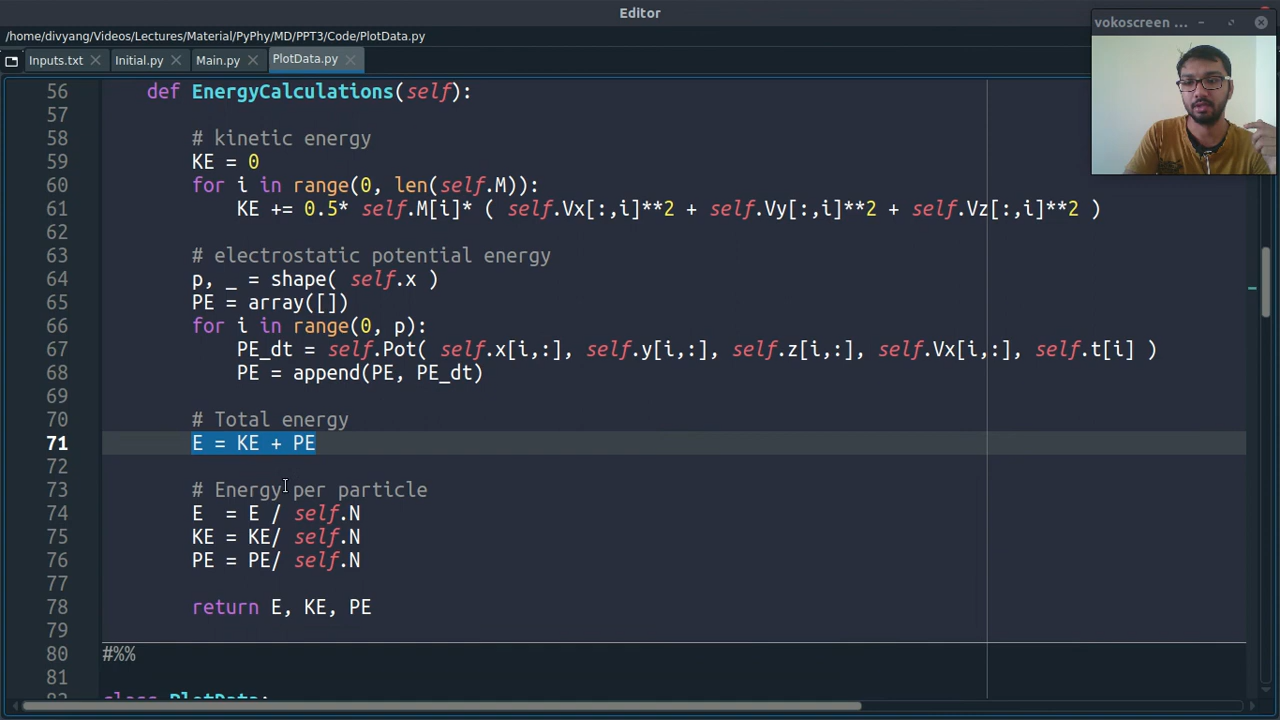 Editor
vokoscreen ...
/home/divyang/Videos/Lectures/Material/PyPhy/MD/PPT3/Code/PlotData.py
Inputs.txt Initial.py Main.py PlotData.py
56 def EnergyCalculations(self):
57
58 # kinetic energy
59 KE = 0
60 for i in range(0, len(self.M)):
61 KE += 0.5* self.M[i]* ( self.Vx[:,i]**2 + self.Vy[:,i]**2 + self.Vz[:,i]**2 )
62
63 # electrostatic potential energy
64 p, _ = shape( self.x )
65 PE = array([])
66 for i in range(0, p):
67 PE_dt = self.Pot( self.x[i,:], self.y[i,:], self.z[i,:], self.Vx[i,:], self.t[i] )
68 PE = append(PE, PE_dt)
69
70 # Total energy
71 E = KE + PE
72
73 # Energy per particle
74 E = E / self.N
75 KE = KE/ self.N
76 PE = PE/ self.N
77
78 return E, KE, PE
79
80 #%%
81
82 class PlotData: